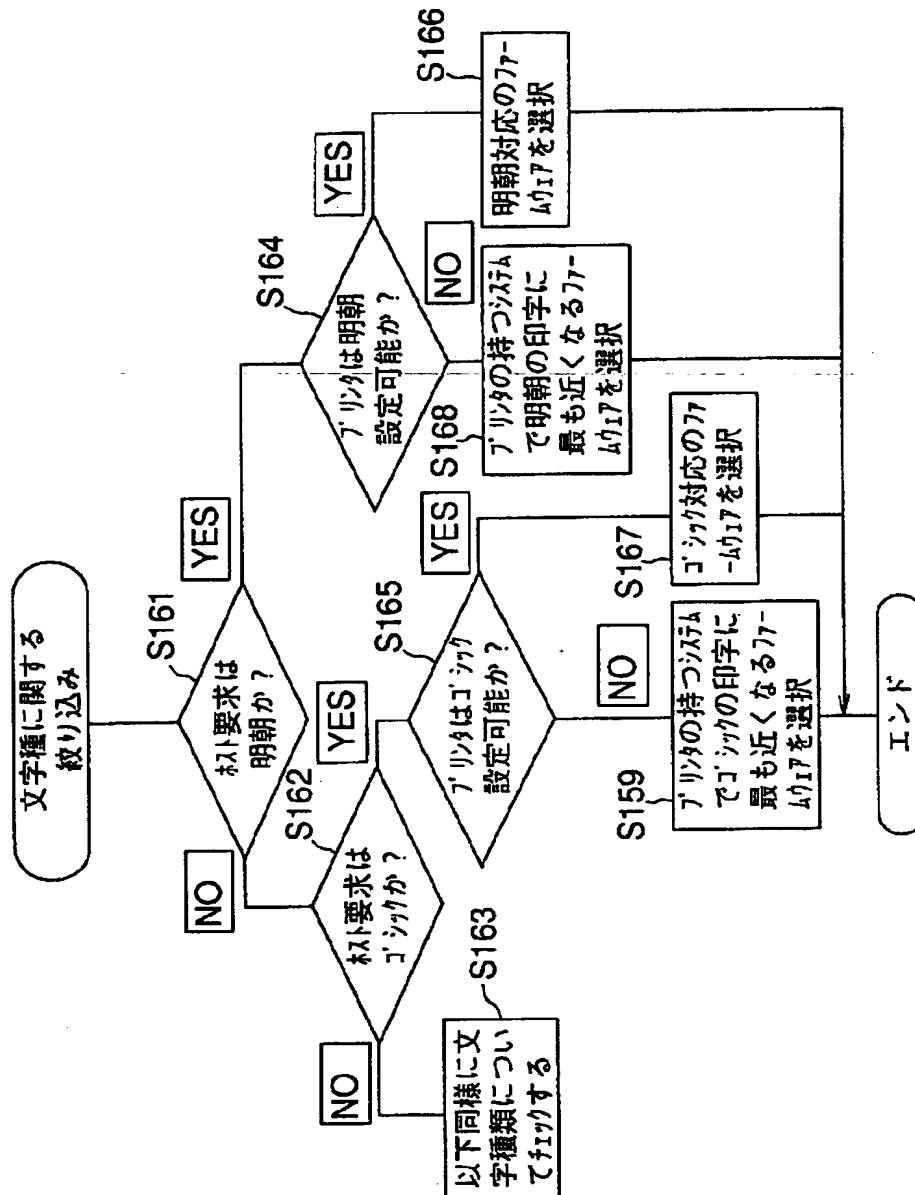 文字種に関する
絞り込み
S161
ホスト要求は
明朝か?
YES
NO
S162
ホスト要求は
ゴシックか?
YES
NO
S163
以下同様に文
字種類につい
てチェックする
S164
プリンタは明朝
設定可能か?
YES
NO
S166
明朝対応のファー
ムウェアを選択
S168
プリンタの持つシステム
で明朝の印字に
最も近くなるファー
ムウェアを選択
S165
プリンタはゴシック
設定可能か?
YES
NO
S167
ゴシック対応のファ
ームウェアを選択
S159
プリンタの持つシステム
でゴシックの印字に
最も近くなるファー
ムウェアを選択
エンド